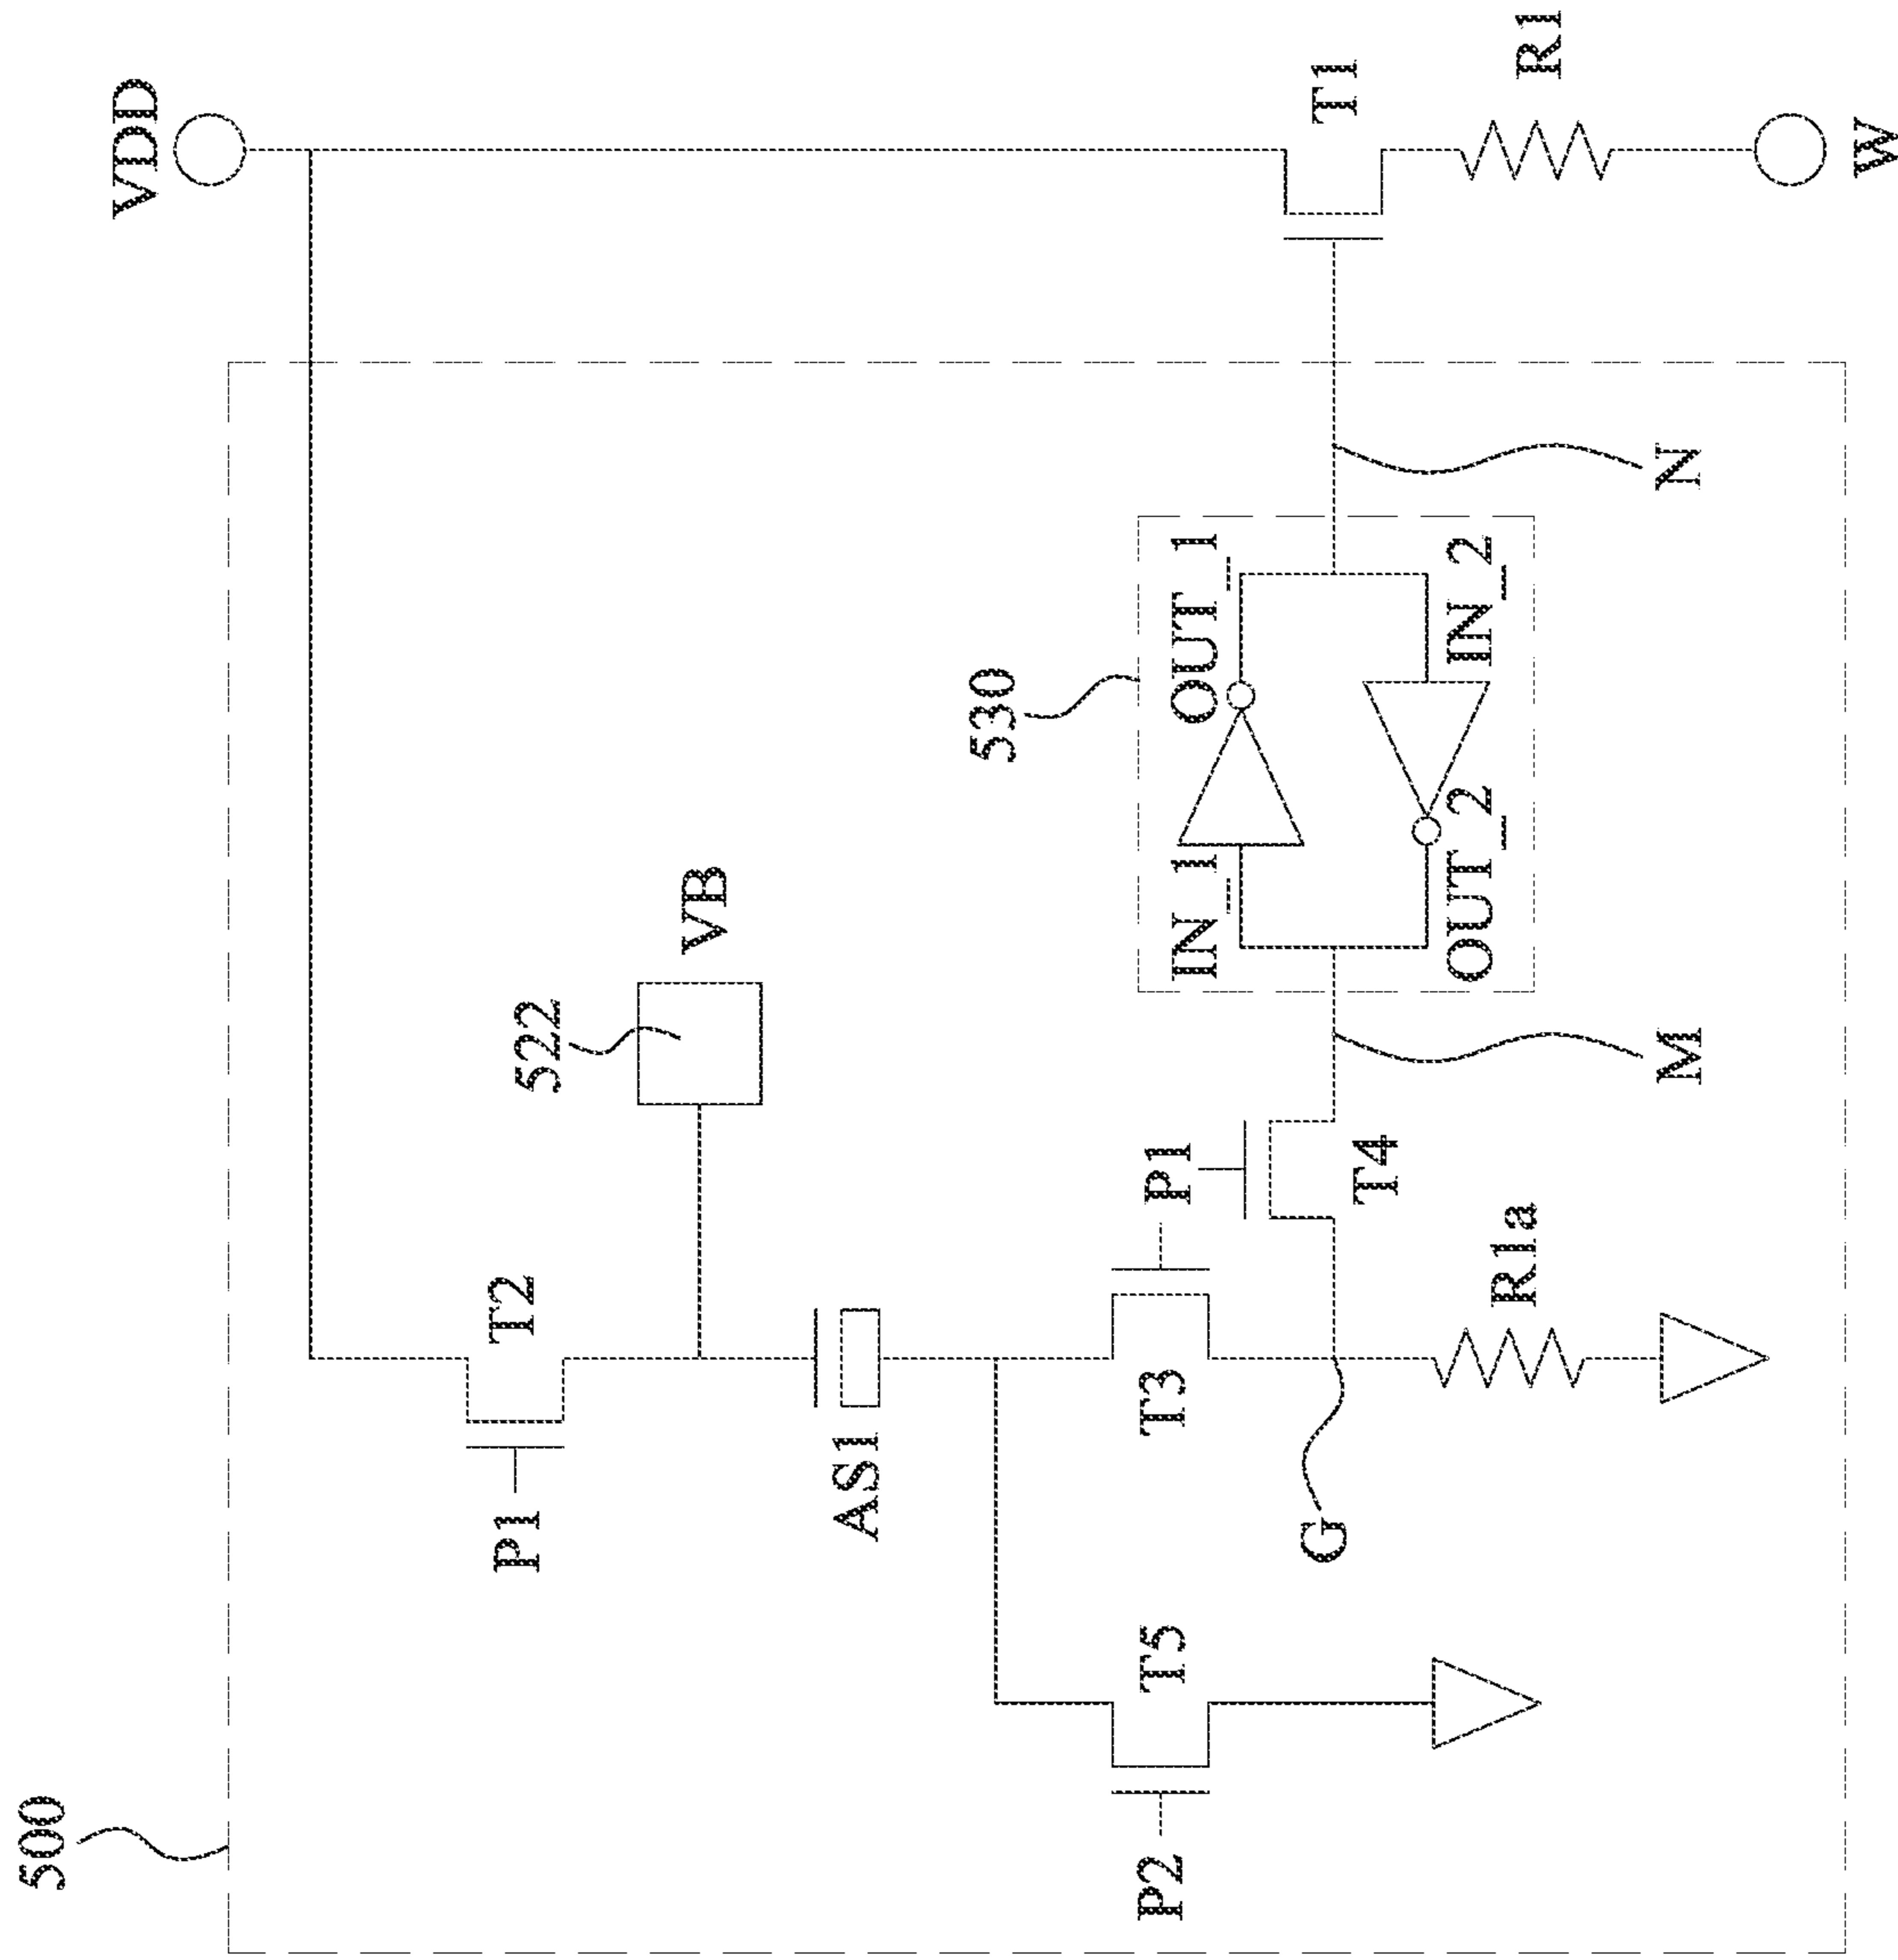 500
VDD
P1
T2
522
VB
AS1
P2
T5
T3
P1
530
IN_1
OUT_1
T1
G
R1a
T4
OUT_2
IN_2
R1
M
N
W